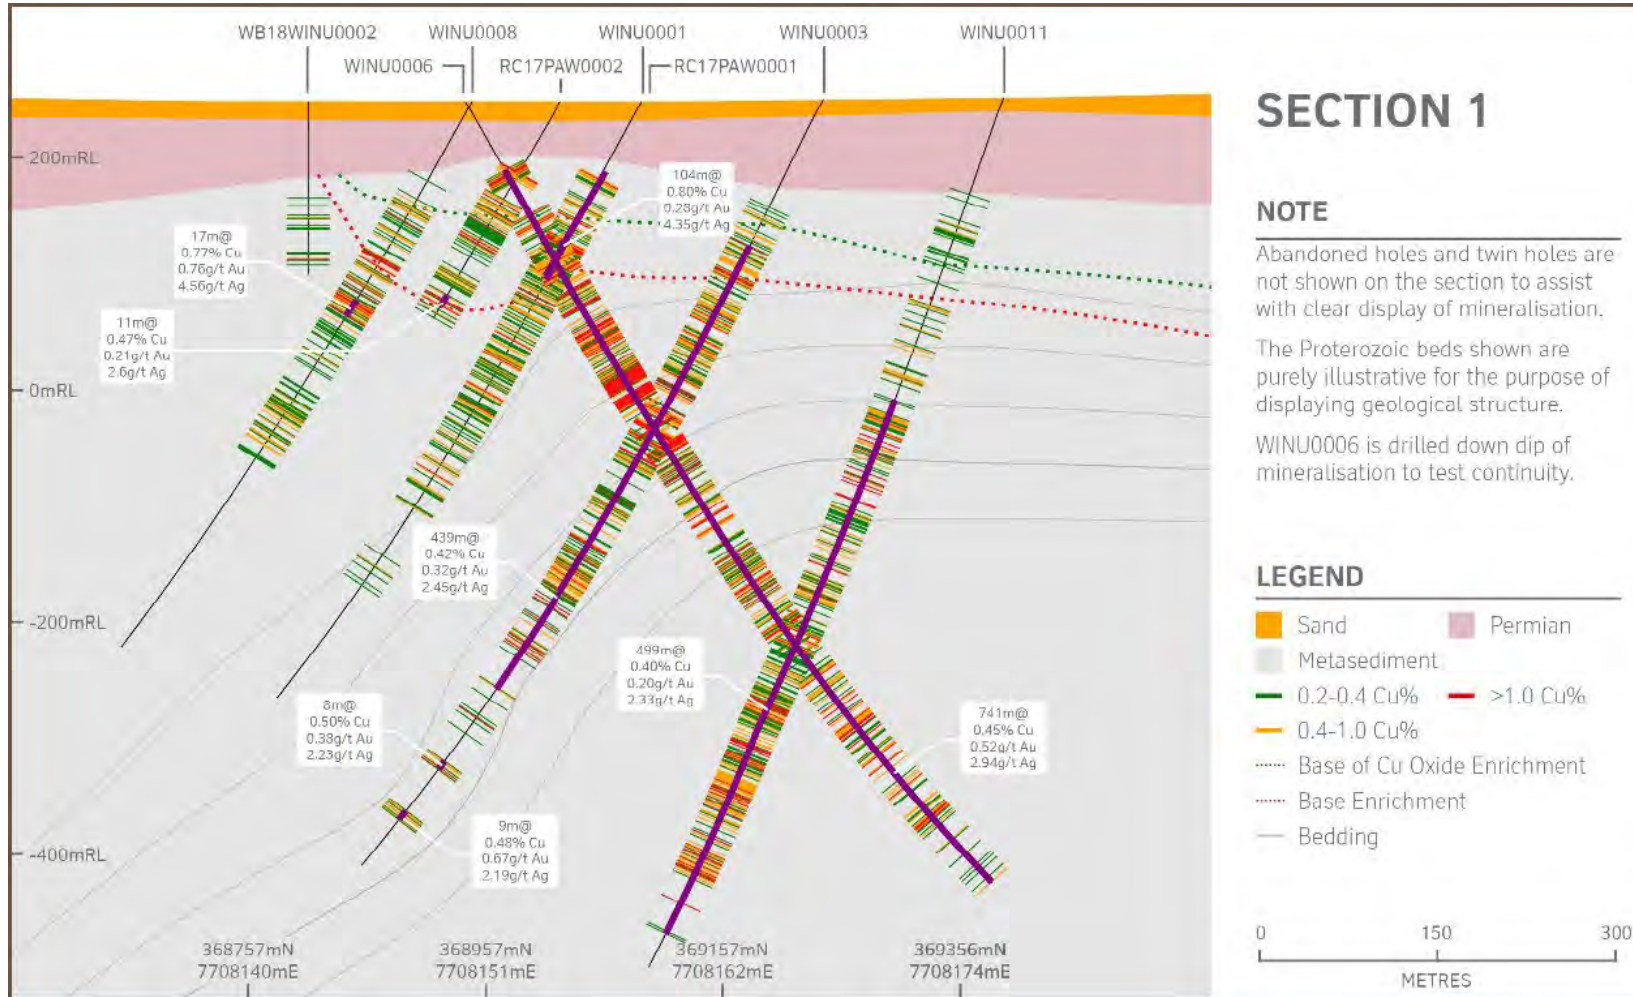 WB18WINU0002
WINU0008
WINU0001
WINU0003
WINU0011
WINU0006
RC17PAW0002
RC17PAW0001
200mRL
0mRL
-200mRL
-400mRL
104m@
0.80% Cu
0.28g/t Au
4.35g/t Ag
17m@
0.77% Cu
0.76g/t Au
4.56g/t Ag
11m@
0.47% Cu
0.21g/t Au
2.6g/t Ag
439m@
0.42% Cu
0.32g/t Au
2.45g/t Ag
499m@
0.40% Cu
0.20g/t Au
2.33g/t Ag
8m@
0.50% Cu
0.38g/t Au
2.23g/t Ag
741m@
0.45% Cu
0.52g/t Au
2.94g/t Ag
9m@
0.48% Cu
0.67g/t Au
2.19g/t Ag
368757mN
7708140mE
368957mN
7708151mE
369157mN
7708162mE
369356mN
7708174mE
SECTION 1
NOTE
Abandoned holes and twin holes are
not shown on the section to assist
with clear display of mineralisation.
The Proterozoic beds shown are
purely illustrative for the purpose of
displaying geological structure.
WINU0006 is drilled down dip of
mineralisation to test continuity.
LEGEND
Sand
Permian
Metasediment
0.2-0.4 Cu%
>1.0 Cu%
0.4-1.0 Cu%
Base of Cu Oxide Enrichment
Base Enrichment
Bedding
0 150 300
METRES